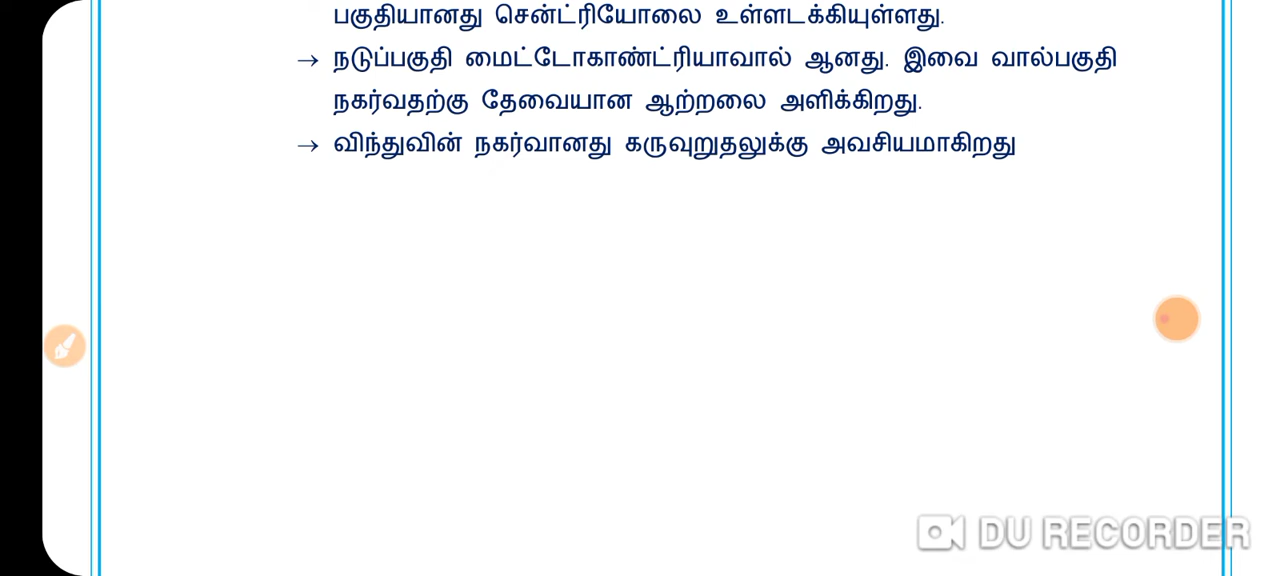 பகுதியானது சென்ட்ரியோலை உள்ளடக்கியுள்ளது.
→ நடுப்பகுதி மைட்டோகாண்ட்ரியாவால் ஆனது. இவை வால்பகுதி
நகர்வதற்கு தேவையான ஆற்றலை அளிக்கிறது.
→ விந்துவின் நகர்வானது கருவுறுதலுக்கு அவசியமாகிறது
DU RECORDER